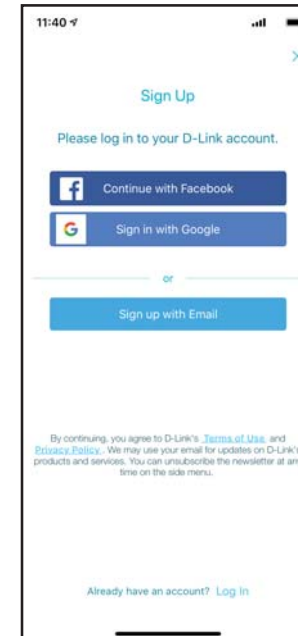 11:40
Sign Up
Please log in to your D-Link account.
f Continue with Facebook
G Sign in with Google
or
Sign up with Email
By continuing, you agree to D-Link's Terms of Use and
Privacy Policy. We may use your email for updates on D-Link's
products and services. You can unsubscribe the newsletter at any
time on the side menu.
Already have an account? Log In